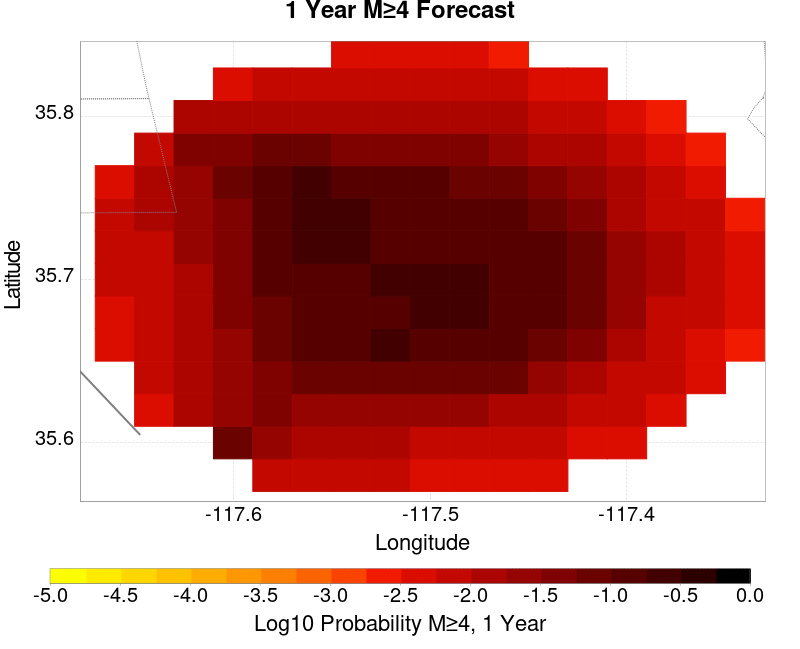 1 Year M≥4 Forecast
Latitude
35.8
35.7
35.6
-117.6 -117.5 -117.4
Longitude
-5.0 -4.5 -4.0 -3.5 -3.0 -2.5 -2.0 -1.5 -1.0 -0.5 0.0
Log10 Probability M≥4, 1 Year